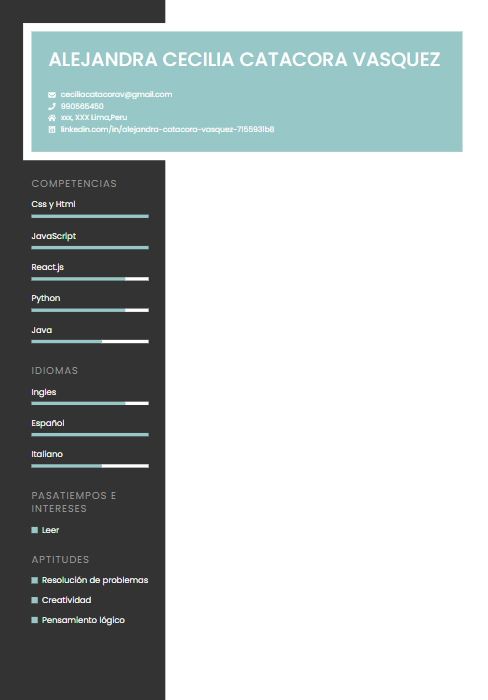 ALEJANDRA CECILIA CATACORA VASQUEZ
ceciliacatacorav@gmail.com
990565450
xxx, XXX Lima,Peru
linkedin.com/in/alejandra-catacora-vasquez-7155931b8
COMPETENCIAS
Css y Html
JavaScript
React.js
Python
Java
IDIOMAS
Ingles
Español
Italiano
PASATIEMPOS E
INTERESES
Leer
APTITUDES
Resolución de problemas
Creatividad
Pensamiento lógico